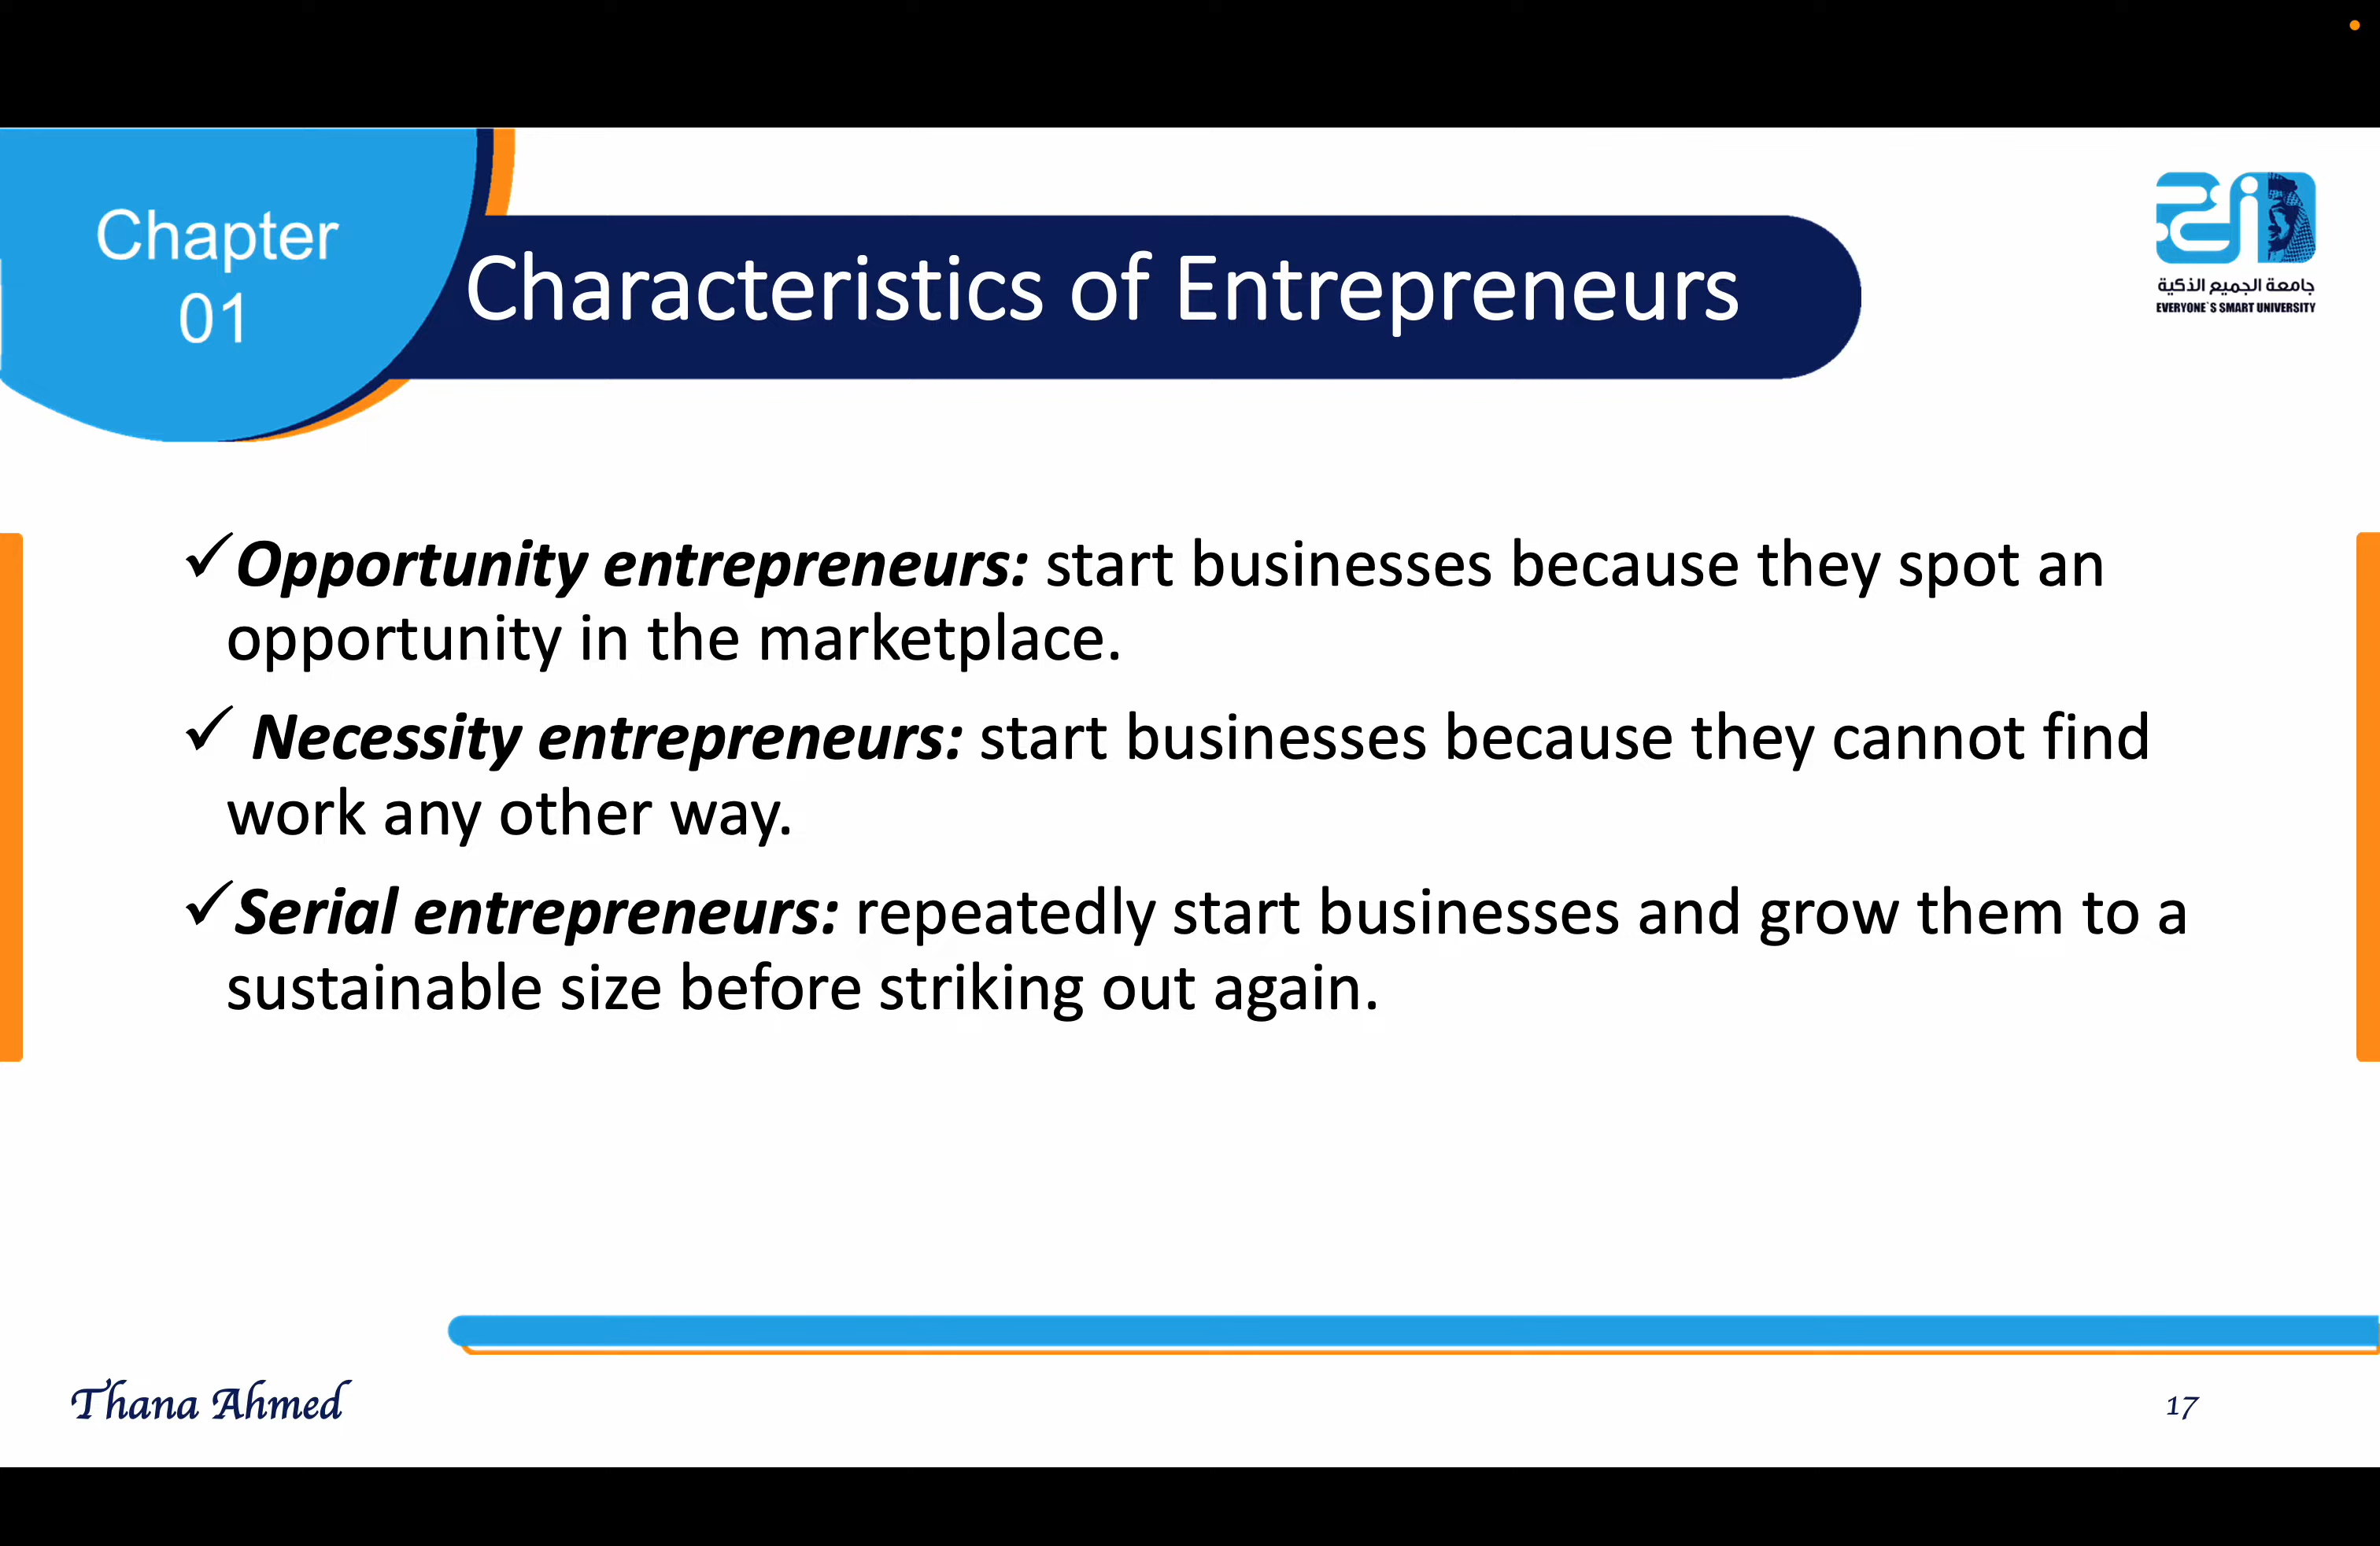 Chapter
01
Characteristics of Entrepreneurs
جامعة الجميع الذكية
EVERYONE`S SMART UNIVERSITY
✓Opportunity entrepreneurs: start businesses because they spot an
opportunity in the marketplace.
✓ Necessity entrepreneurs: start businesses because they cannot find
work any other way.
✓Serial entrepreneurs: repeatedly start businesses and grow them to a
sustainable size before striking out again.
Thana Ahmed
17